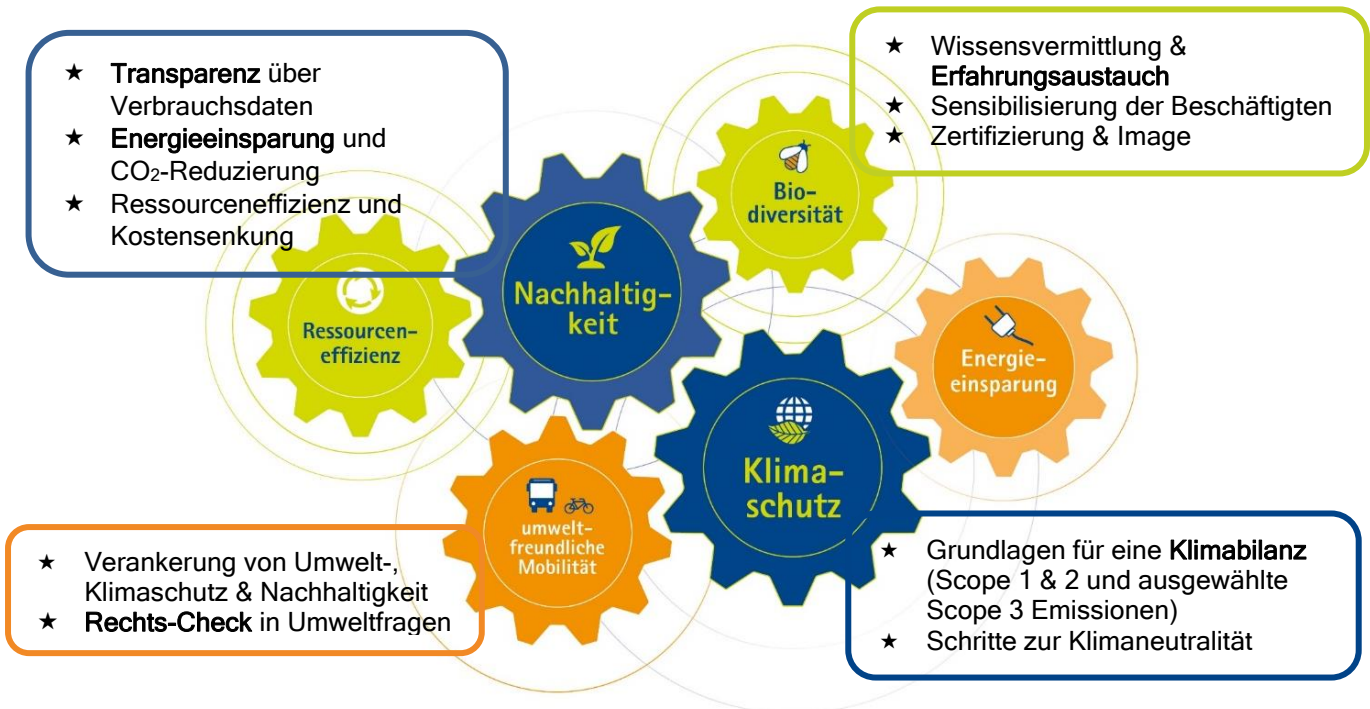 ★ Transparenz über
Verbrauchsdaten
★ Energieeinsparung und
CO₂-Reduzierung
★ Ressourceneffizienz und
Kostensenkung
★ Wissensvermittlung &
Erfahrungsaustauch
★ Sensibilisierung der Beschäftigten
★ Zertifizierung & Image
Bio-
diversität
Nachhaltig-
keit
Ressourcen-
effizienz
Energie-
einsparung
Klima-
schutz
umwelt-
freundliche
Mobilität
★ Verankerung von Umwelt-,
Klimaschutz & Nachhaltigkeit
★ Rechts-Check in Umweltfragen
★ Grundlagen für eine Klimabilanz
(Scope 1 & 2 und ausgewählte
Scope 3 Emissionen)
★ Schritte zur Klimaneutralität